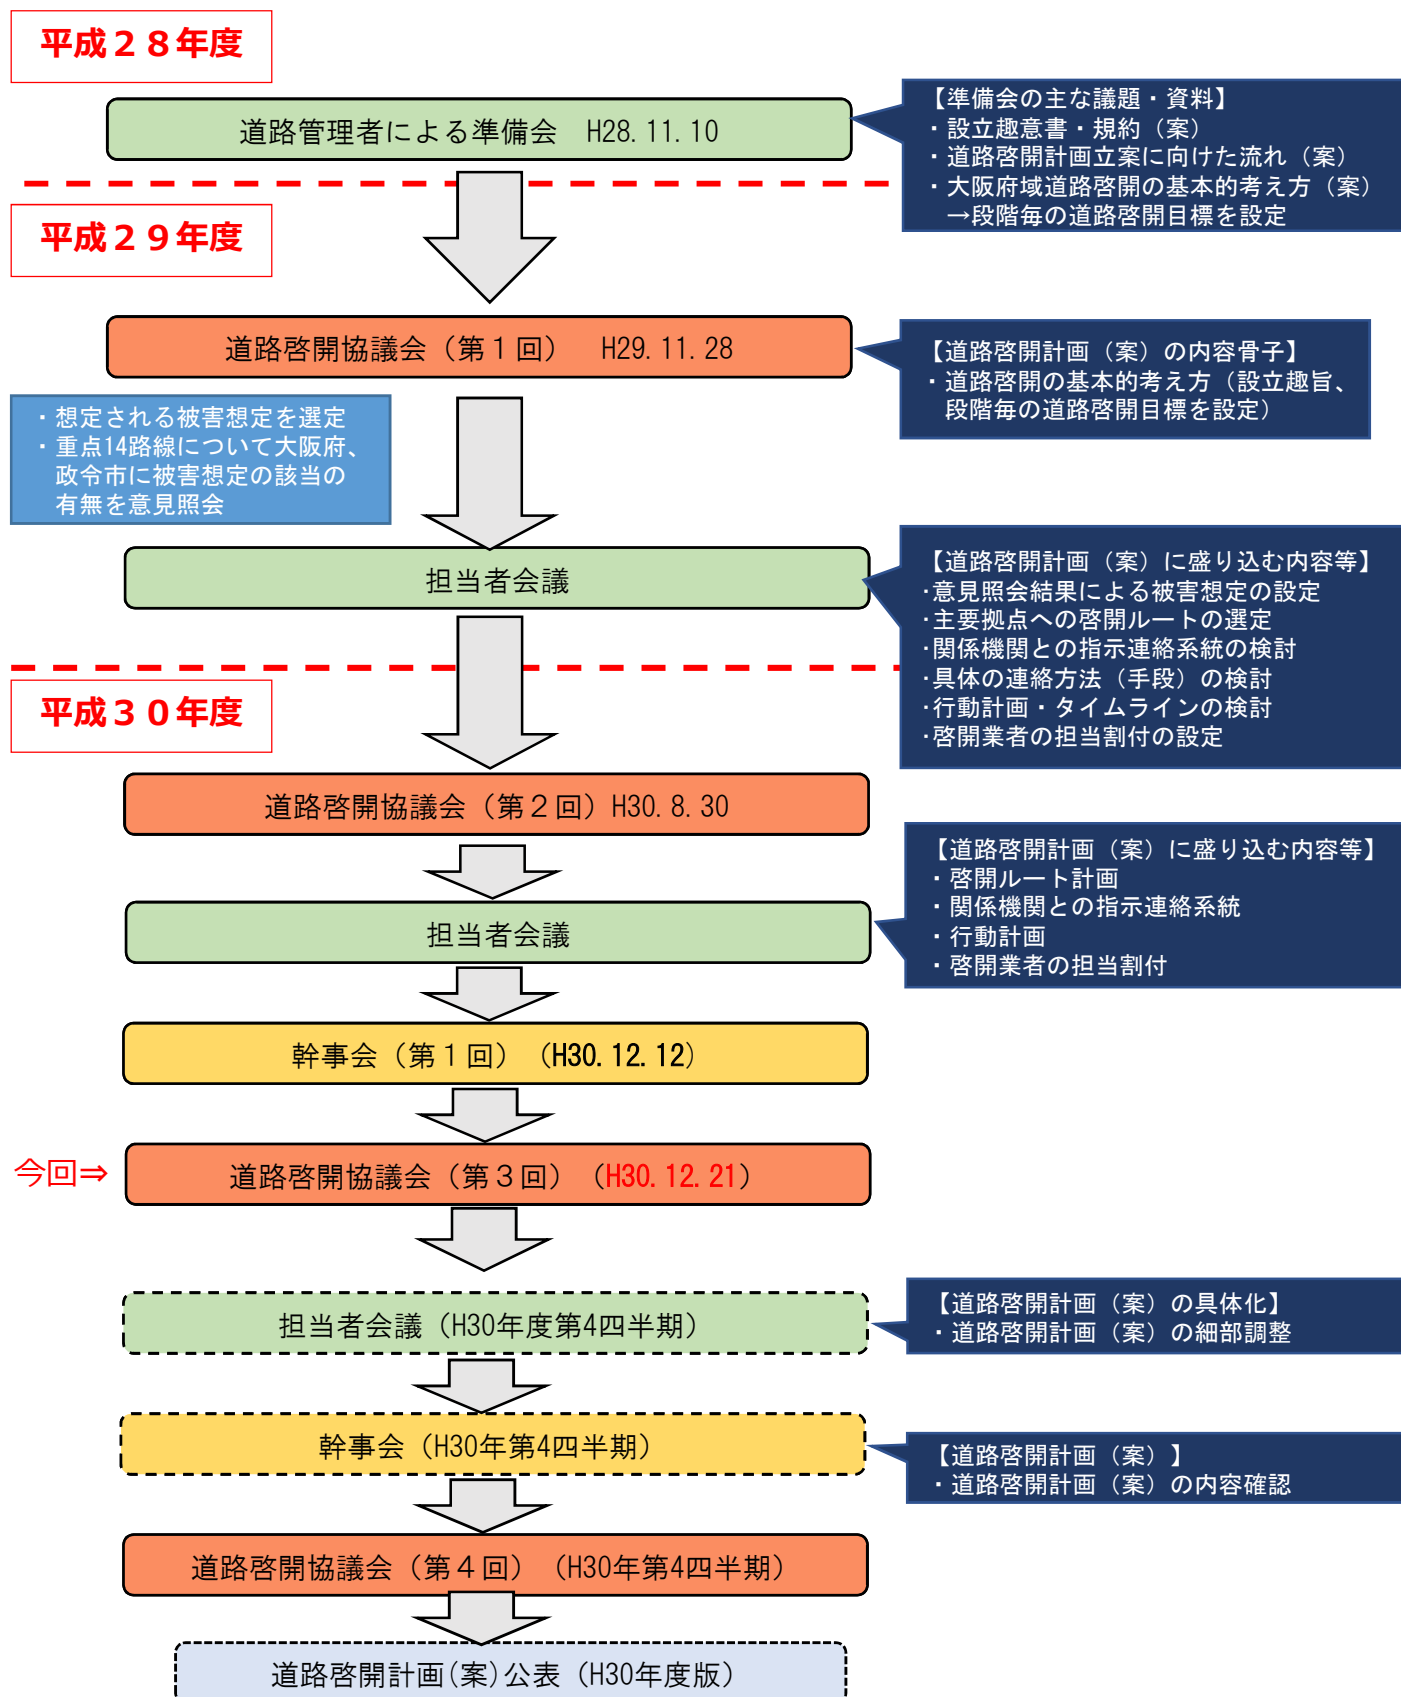 平成２８年度
道路管理者による準備会　H28.11.10
【準備会の主な議題・資料】
・設立趣意書・規約（案）
・道路啓開計画立案に向けた流れ（案）
・大阪府域道路啓開の基本的考え方（案）
→段階毎の道路啓開目標を設定
平成２９年度
道路啓開協議会（第１回）　H29.11.28
【道路啓開計画（案）の内容骨子】
・道路啓開の基本的考え方（設立趣旨、
段階毎の道路啓開目標を設定）
・想定される被害想定を選定
・重点14路線について大阪府、
政令市に被害想定の該当の
有無を意見照会
担当者会議
【道路啓開計画（案）に盛り込む内容等】
・意見照会結果による被害想定の設定
・主要拠点への啓開ルートの選定
・関係機関との指示連絡系統の検討
・具体の連絡方法（手段）の検討
・行動計画・タイムラインの検討
・啓開業者の担当割付の設定
平成３０年度
道路啓開協議会（第２回）H30.8.30
担当者会議
【道路啓開計画（案）に盛り込む内容等】
・啓開ルート計画
・関係機関との指示連絡系統
・行動計画
・啓開業者の担当割付
幹事会（第１回）（H30.12.12）
今回⇒
道路啓開協議会（第３回）（H30.12.21）
担当者会議（H30年度第4四半期）
【道路啓開計画（案）の具体化】
・道路啓開計画（案）の細部調整
幹事会（H30年第4四半期）
【道路啓開計画（案）】
・道路啓開計画（案）の内容確認
道路啓開協議会（第４回）（H30年第4四半期）
道路啓開計画(案)公表（H30年度版）